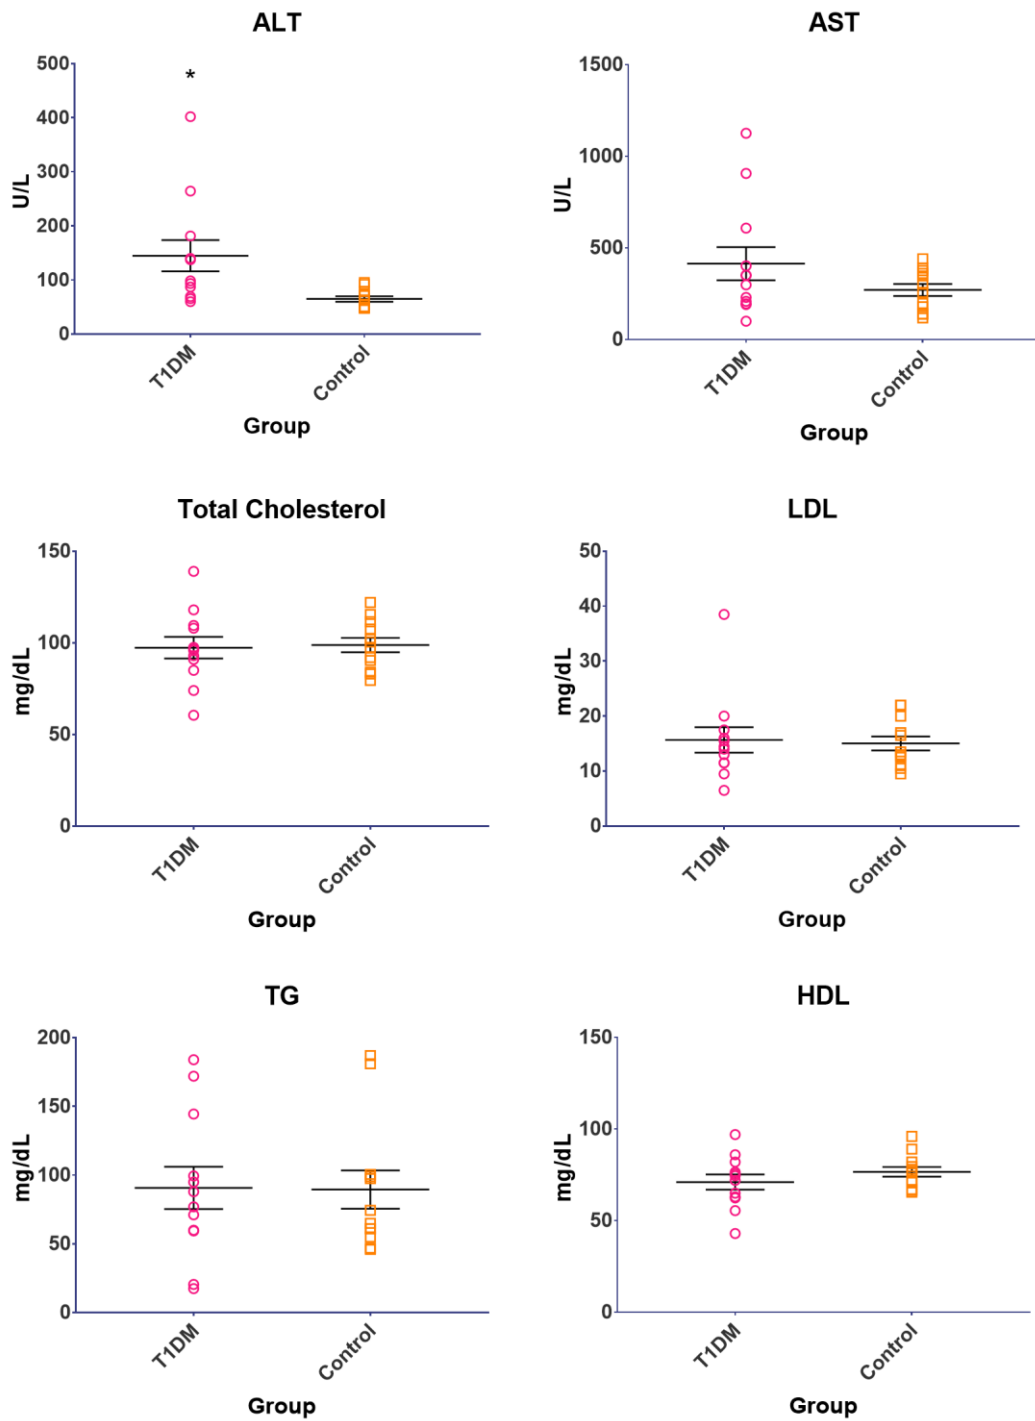 ALT
500
*
400
300
U/L
200
100
0
T1DM
Control
Group
AST
1500
1000
U/L
500
0
T1DM
Control
Group
Total Cholesterol
150
100
mg/dL
50
0
T1DM
Control
Group
LDL
50
40
30
mg/dL
20
10
0
T1DM
Control
Group
TG
200
150
mg/dL
100
50
0
T1DM
Control
Group
HDL
150
100
mg/dL
50
0
T1DM
Control
Group